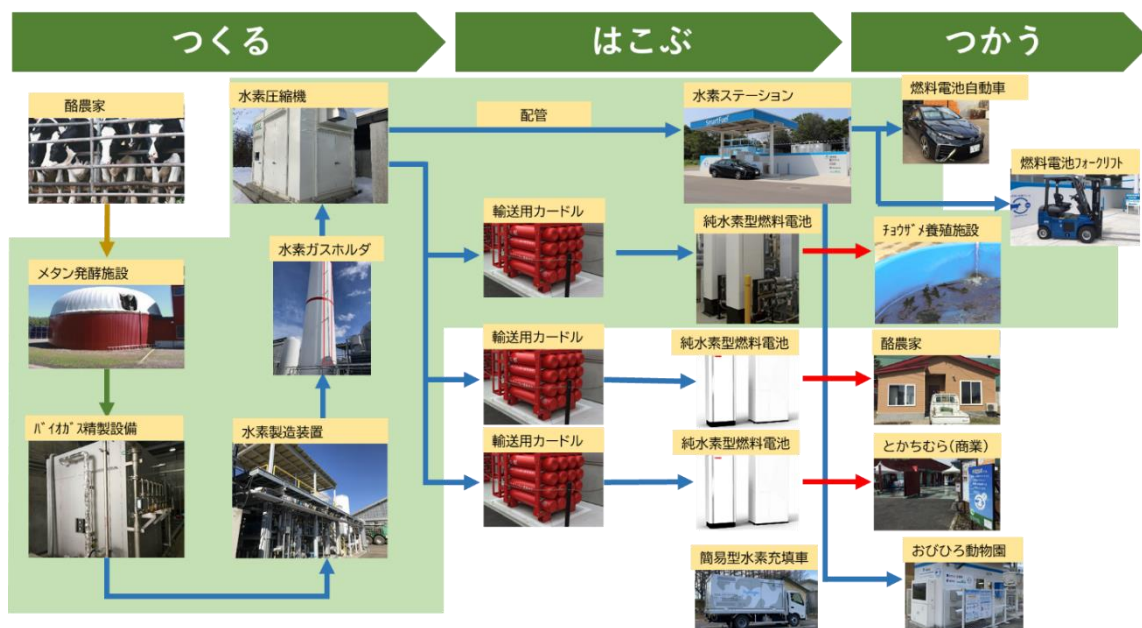 つくる
はこぶ
つかう
酪農家
水素圧縮機
配管
水素ステーション
燃料電池自動車
燃料電池フォークリフト
輸送用カードル
純水素型燃料電池
チョウザメ養殖施設
水素ガスホルダ
メタン発酵施設
輸送用カードル
純水素型燃料電池
酪農家
バイオガス精製設備
水素製造装置
輸送用カードル
純水素型燃料電池
とかちむら(商業)
簡易型水素充填車
おびひろ動物園